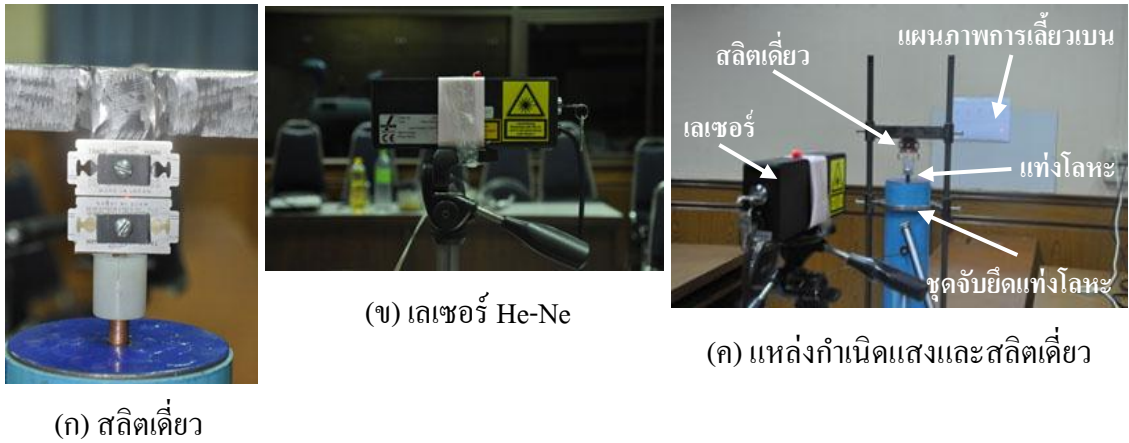 สลิตเดี่ยว
แผนภาพการเลี้ยวเบน
เลเซอร์
แท่งโลหะ
ชุดจับยึดแท่งโลหะ
(ก) สลิตเดี่ยว
(ข) เลเซอร์ He-Ne
(ค) แหล่งกำเนิดแสงและสลิตเดี่ยว